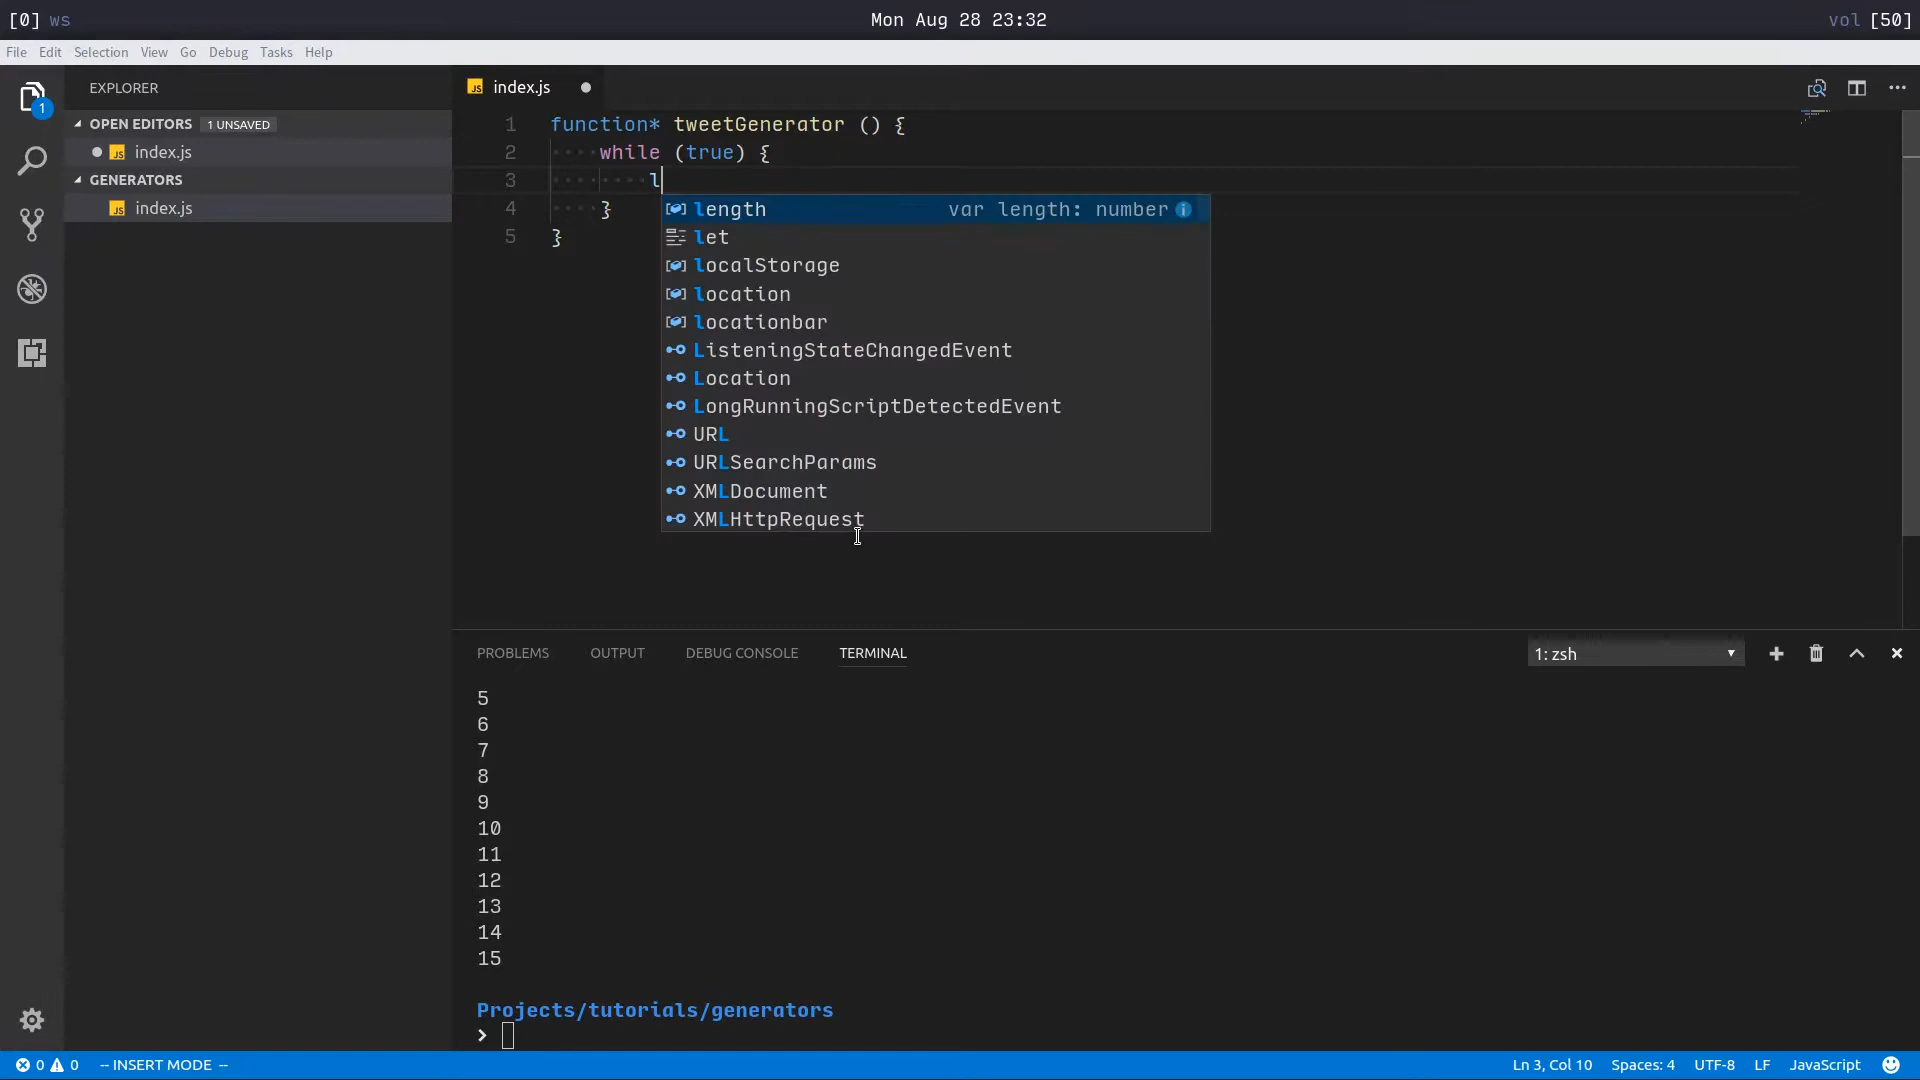 [0] ws Mon Aug 28 23:32 vol [50]
File Edit Selection View Go Debug Tasks Help
1
EXPLORER
OPEN EDITORS 1 UNSAVED
JS index.js
GENERATORS
JS index.js
JS index.js
1 function* tweetGenerator () {
2 ····while (true) {
3 ········l
4 ····}
5 }
length var length: number
let
localStorage
location
locationbar
ListeningStateChangedEvent
Location
LongRunningScriptDetectedEvent
URL
URLSearchParams
XMLDocument
XMLHttpRequest
PROBLEMS OUTPUT DEBUG CONSOLE TERMINAL 1: zsh
5
6
7
8
9
10
11
12
13
14
15
Projects/tutorials/generators
❯
0 0 -- INSERT MODE -- Ln 3, Col 10 Spaces: 4 UTF-8 LF JavaScript